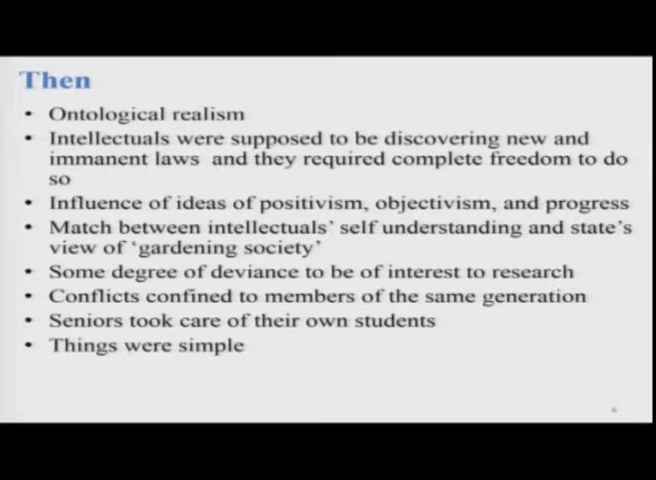 Then
• Ontological realism
• Intellectuals were supposed to be discovering new and
immanent laws and they required complete freedom to do
so
• Influence of ideas of positivism, objectivism, and progress
• Match between intellectuals' self understanding and state's
view of 'gardening society'
• Some degree of deviance to be of interest to research
• Conflicts confined to members of the same generation
• Seniors took care of their own students
• Things were simple